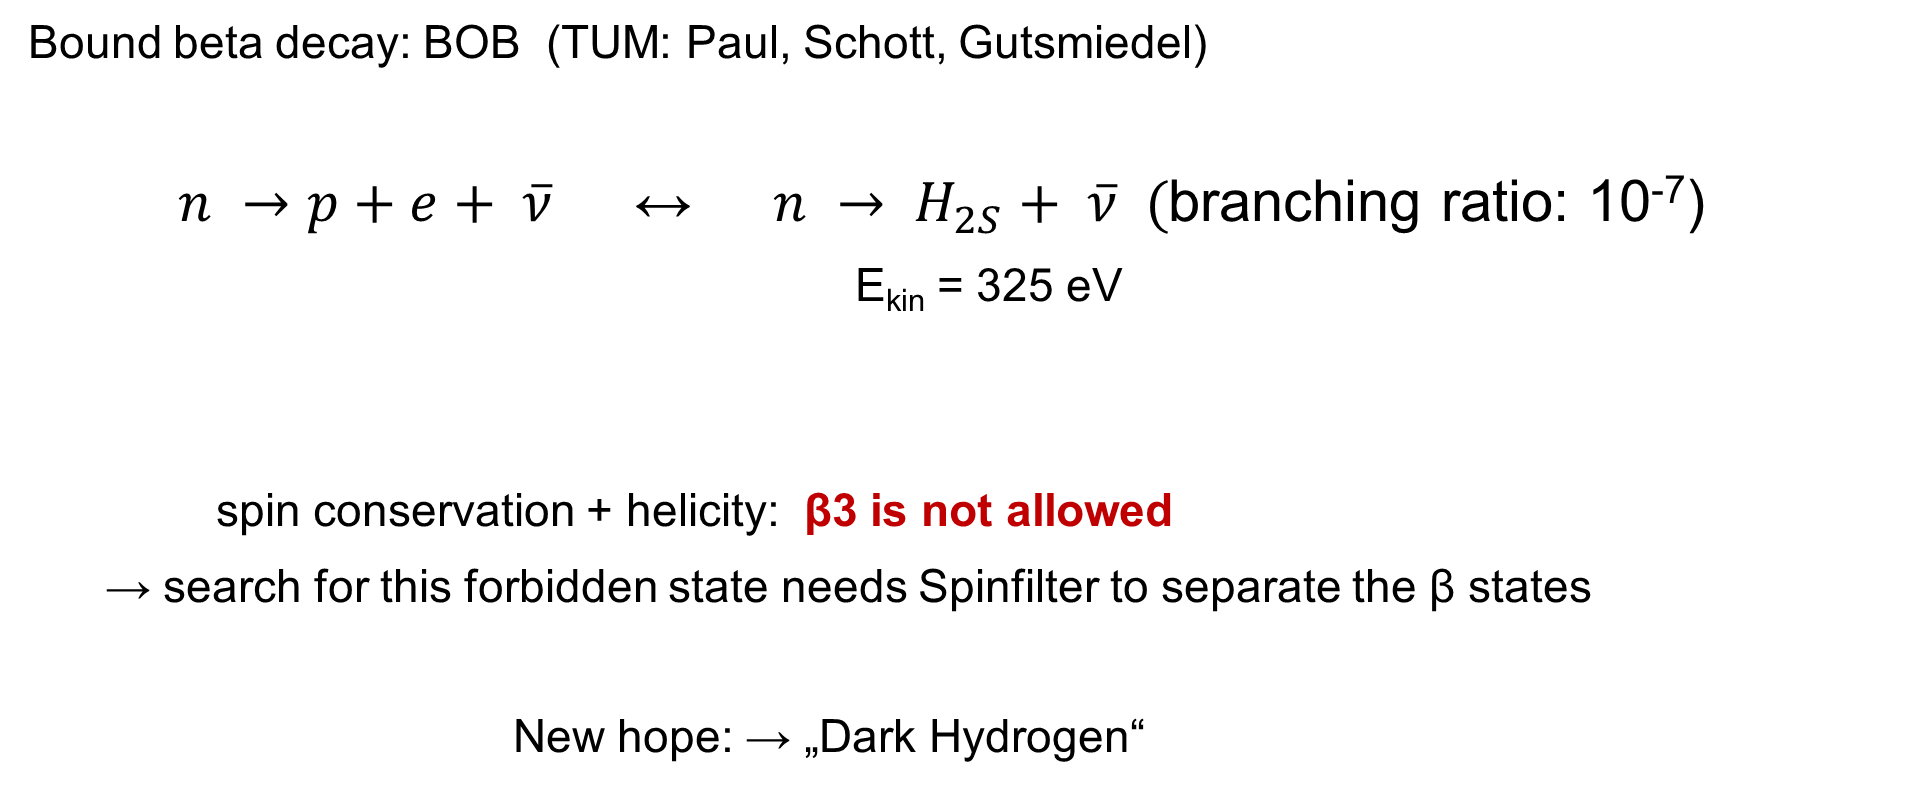 Bound beta decay: BOB (TUM: Paul, Schott, Gutsmiedel)
n → p + e + ν̄ ↔ n → H₂S + ν̄ (branching ratio: 10⁻⁷)
Eₖᵢₙ = 325 eV
spin conservation + helicity: β3 is not allowed
→ search for this forbidden state needs Spinfilter to separate the β states
New hope: → „Dark Hydrogen“